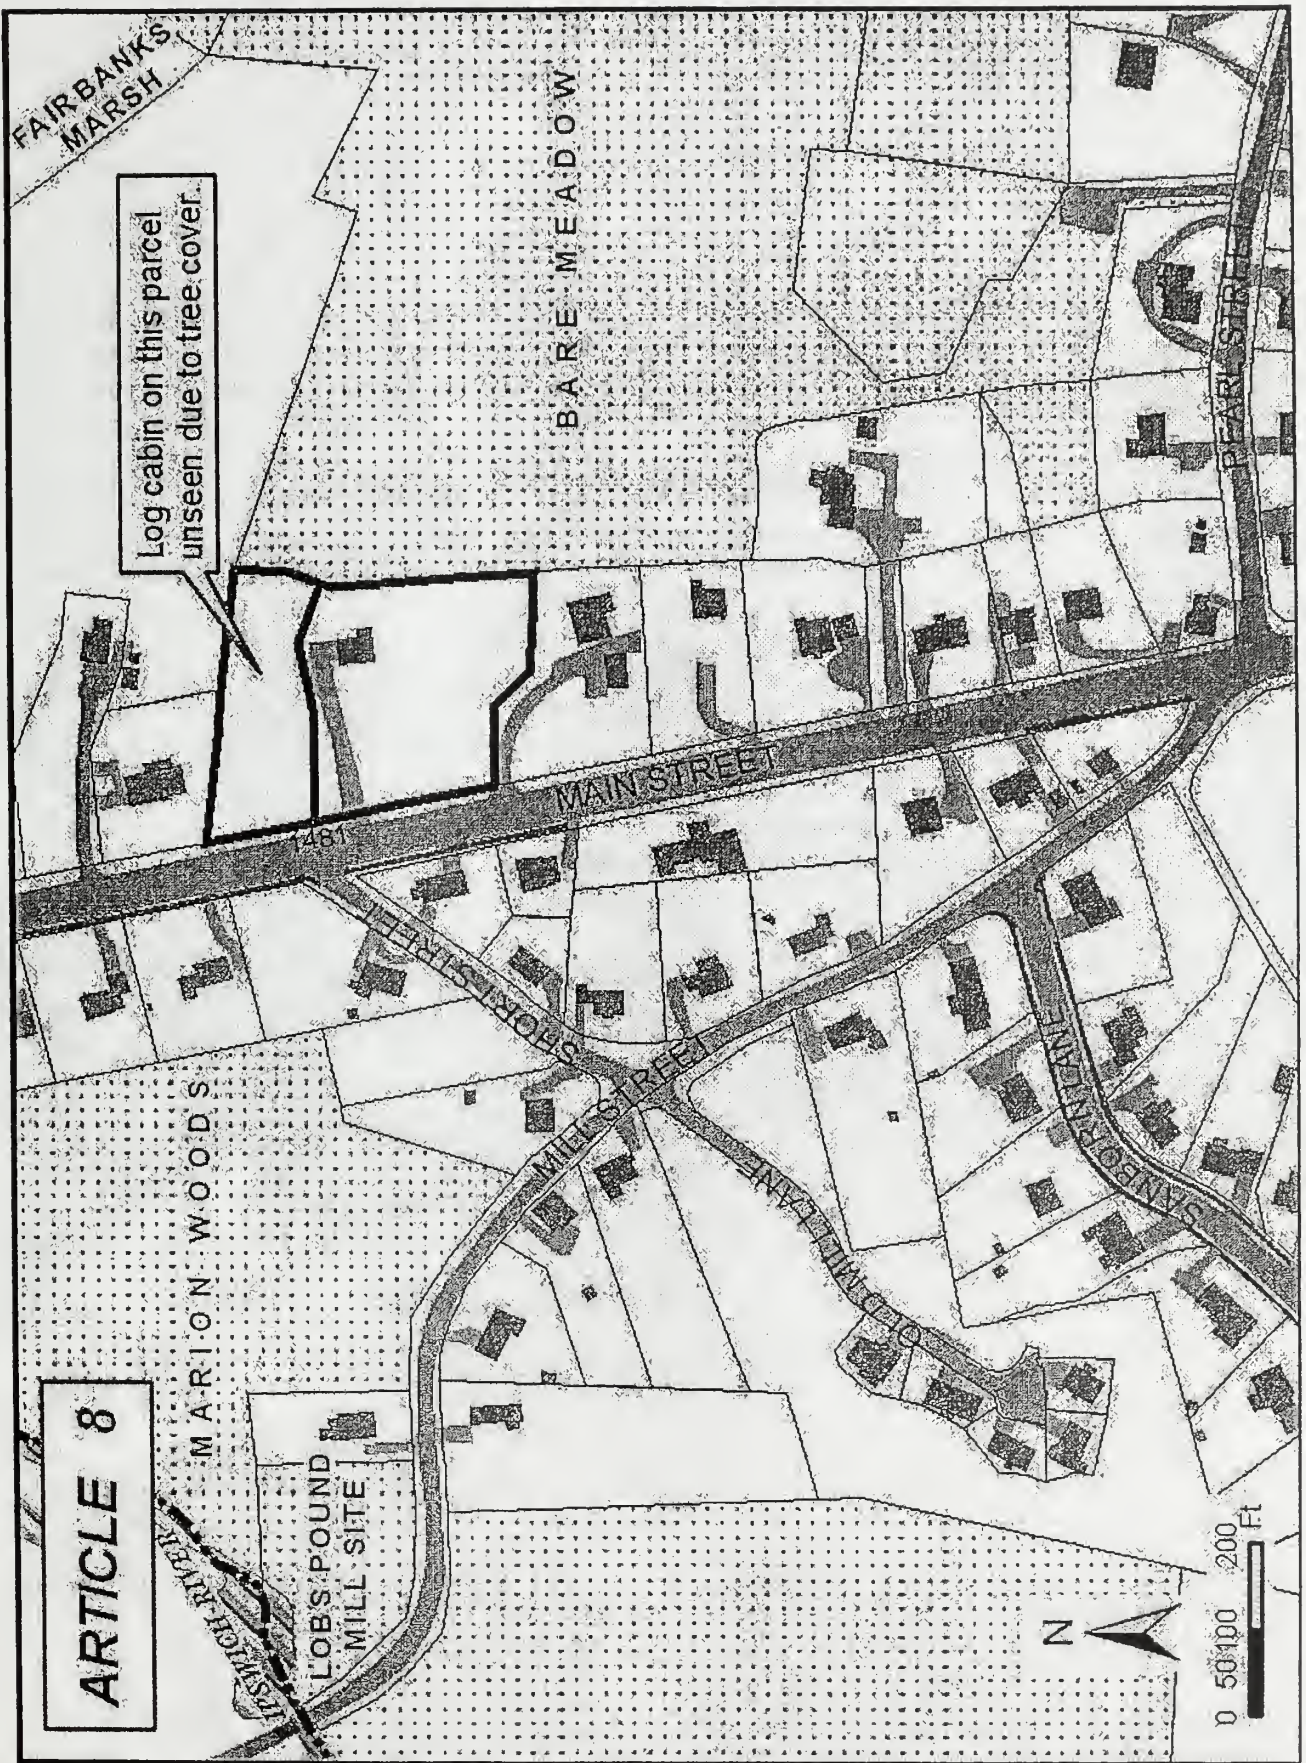 ARTICLE 8
IPSWICH RIVER
LOBS POUND
MILL SITE
MARION WOODS
FAIRBANKS
MARSH
Log cabin on this parcel
unseen due to tree cover
BARE MEADOW
MAIN STREET
1481
SHORT STREET
MILL STREET
OLD MILL LANE
SANBORN LANE
PEARL STREET
N
0 50 100 200
Ft